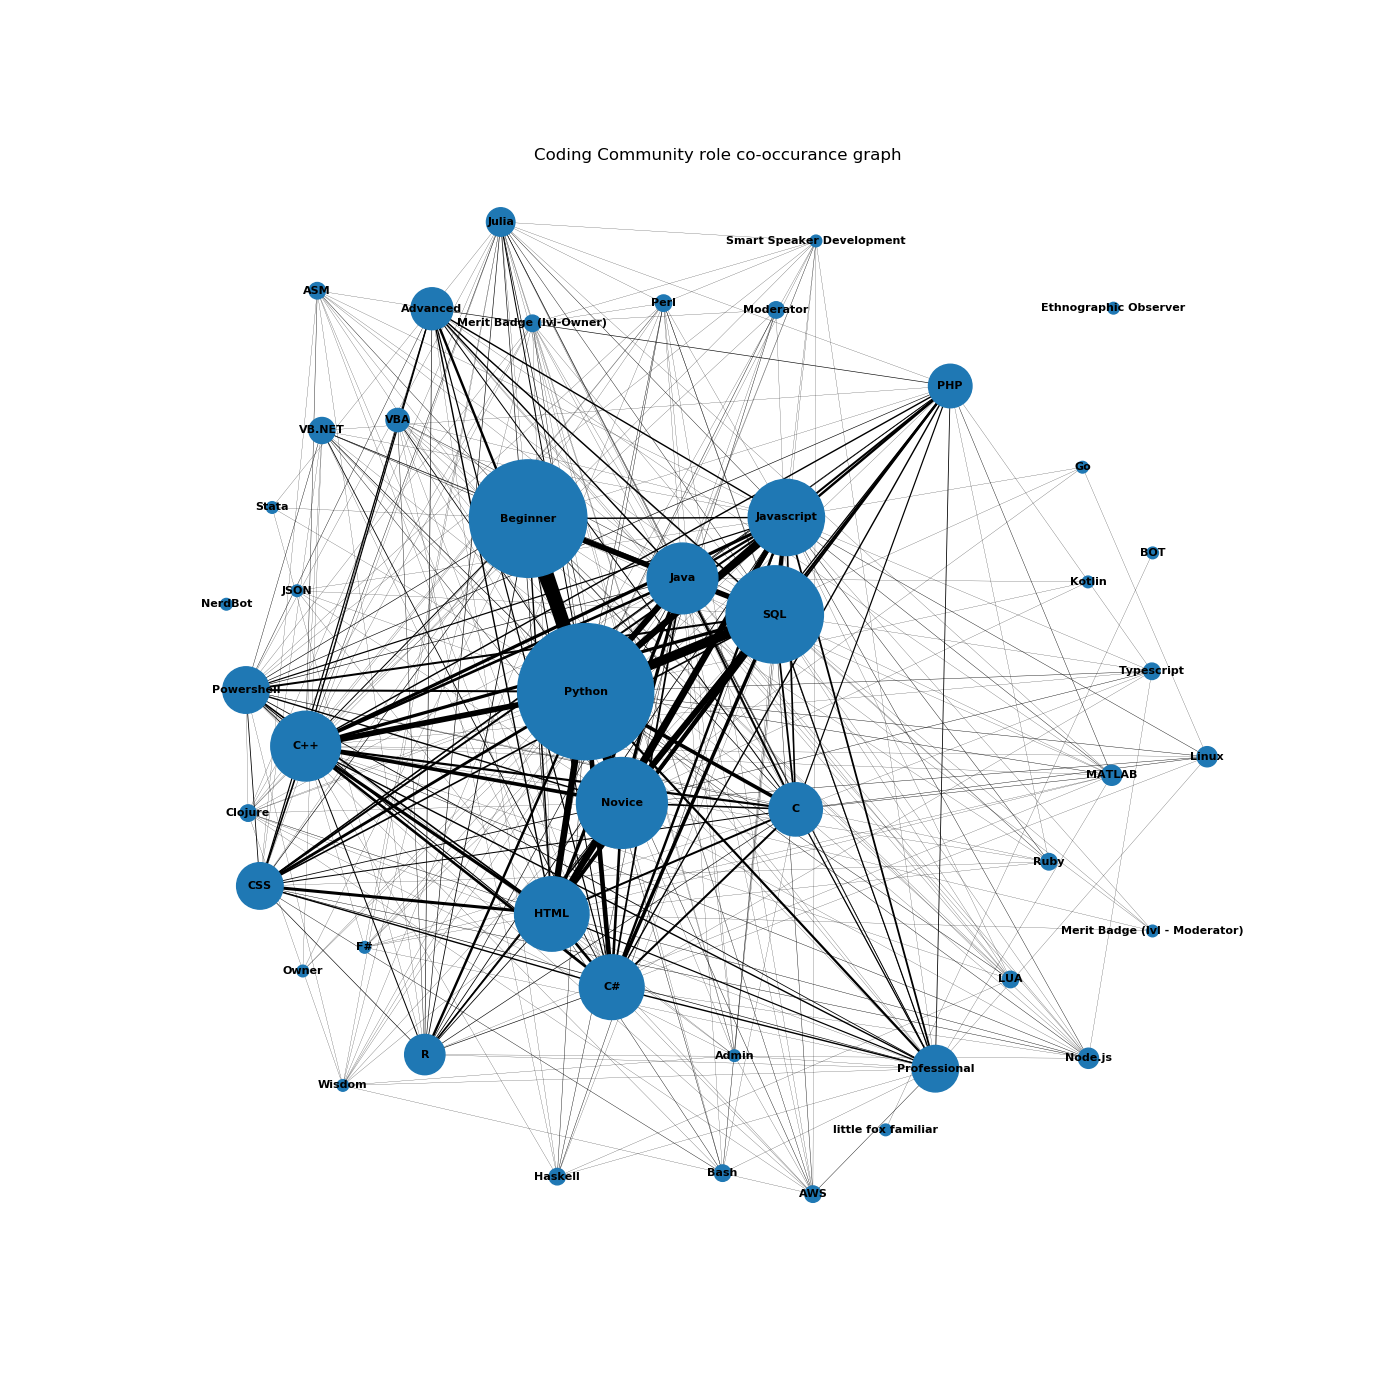 Coding Community role co-occurance graph
Julia
Smart Speaker Development
ASM
Perl
Advanced
Moderator
Ethnographic Observer
Merit Badge (lvl-Owner)
PHP
VBA
VB.NET
Go
Stata
Beginner
Javascript
BOT
Java
Kotlin
JSON
NerdBot
SQL
Typescript
Powershell
Python
C++
Linux
MATLAB
Novice
C
Clojure
Ruby
CSS
HTML
Merit Badge (lvl - Moderator)
F#
Owner
LUA
C#
R
Admin
Node.js
Professional
Wisdom
little fox familiar
Bash
Haskell
AWS